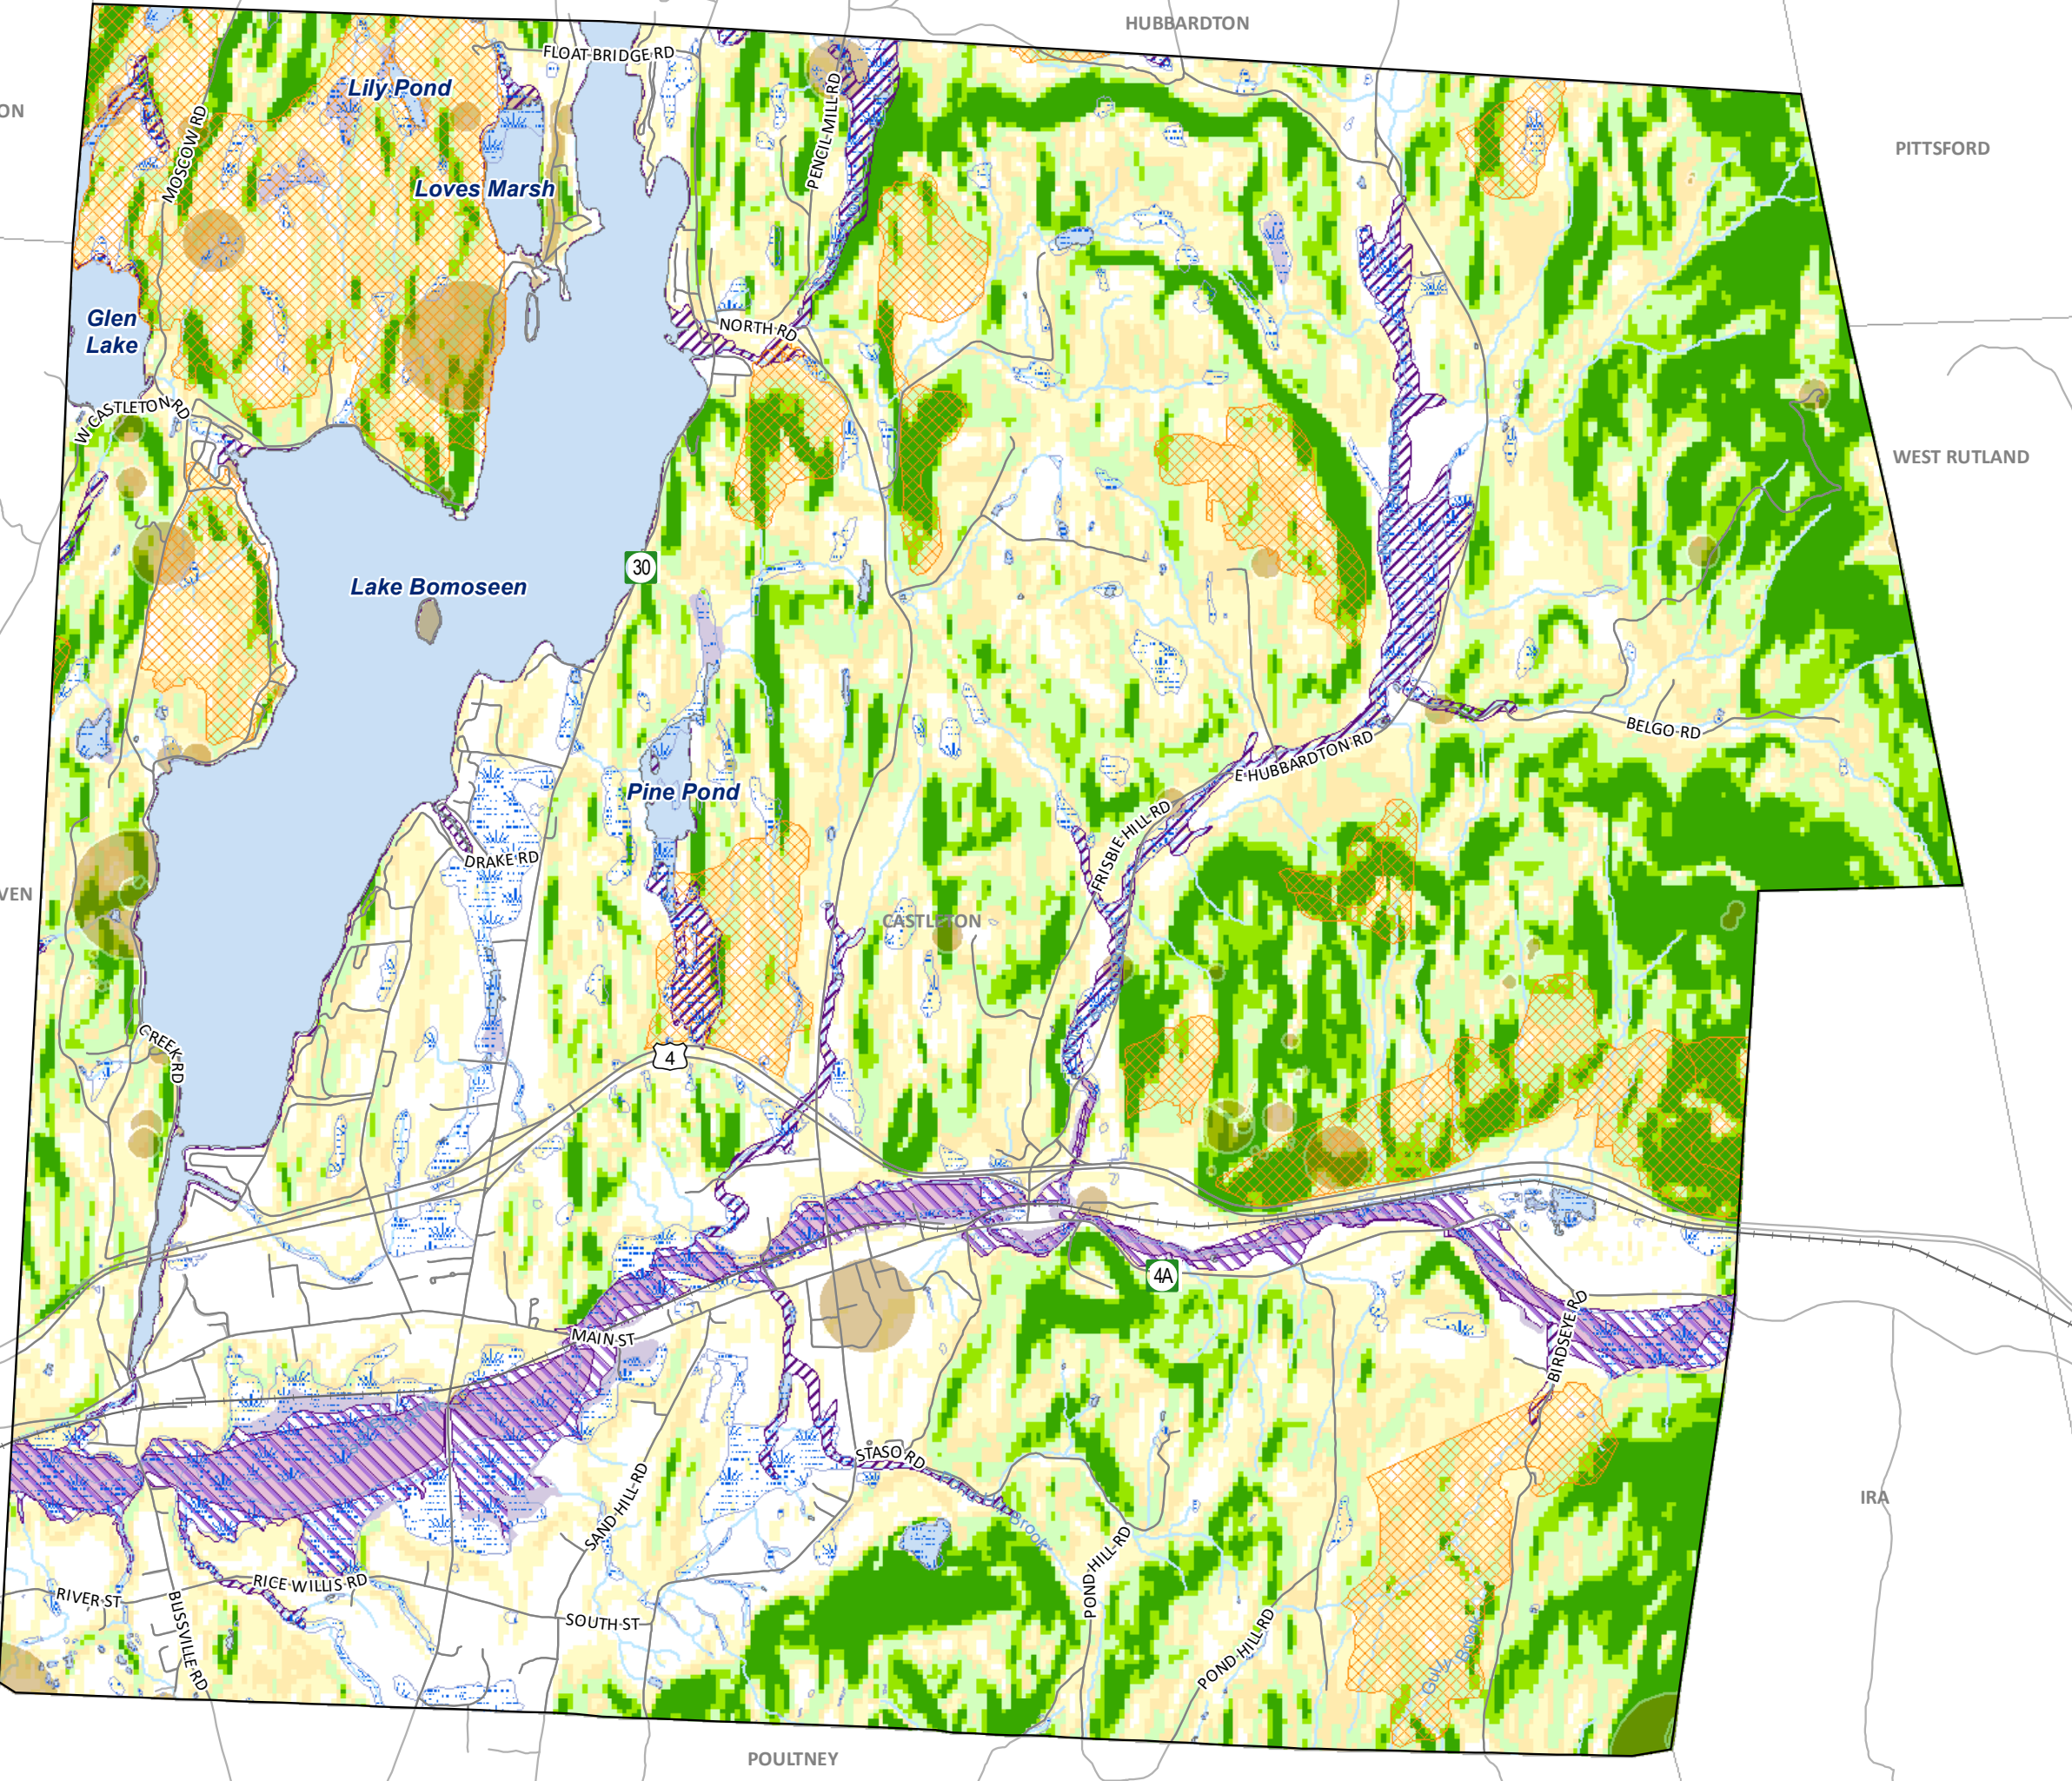 HUBBARDTON
FLOAT BRIDGE RD
Lily Pond
ON
PITTSFORD
MOSCOW RD
PENCIL MILL RD
Loves Marsh
Glen
Lake
NORTH RD
W CASTLETON RD
WEST RUTLAND
30
Lake Bomoseen
BELGO RD
E HUBBARDTON RD
Pine Pond
FRISBIE HILL RD
DRAKE RD
VEN
CASTLETON
CREEK RD
4
4A
MAIN ST
BIRDSEYE RD
STASO RD
SAND HILL RD
IRA
Brook
POND HILL RD
RICE WILLIS RD
RIVER ST
BLISSVILLE RD
SOUTH ST
POND HILL RD
Gully
Brook
POULTNEY